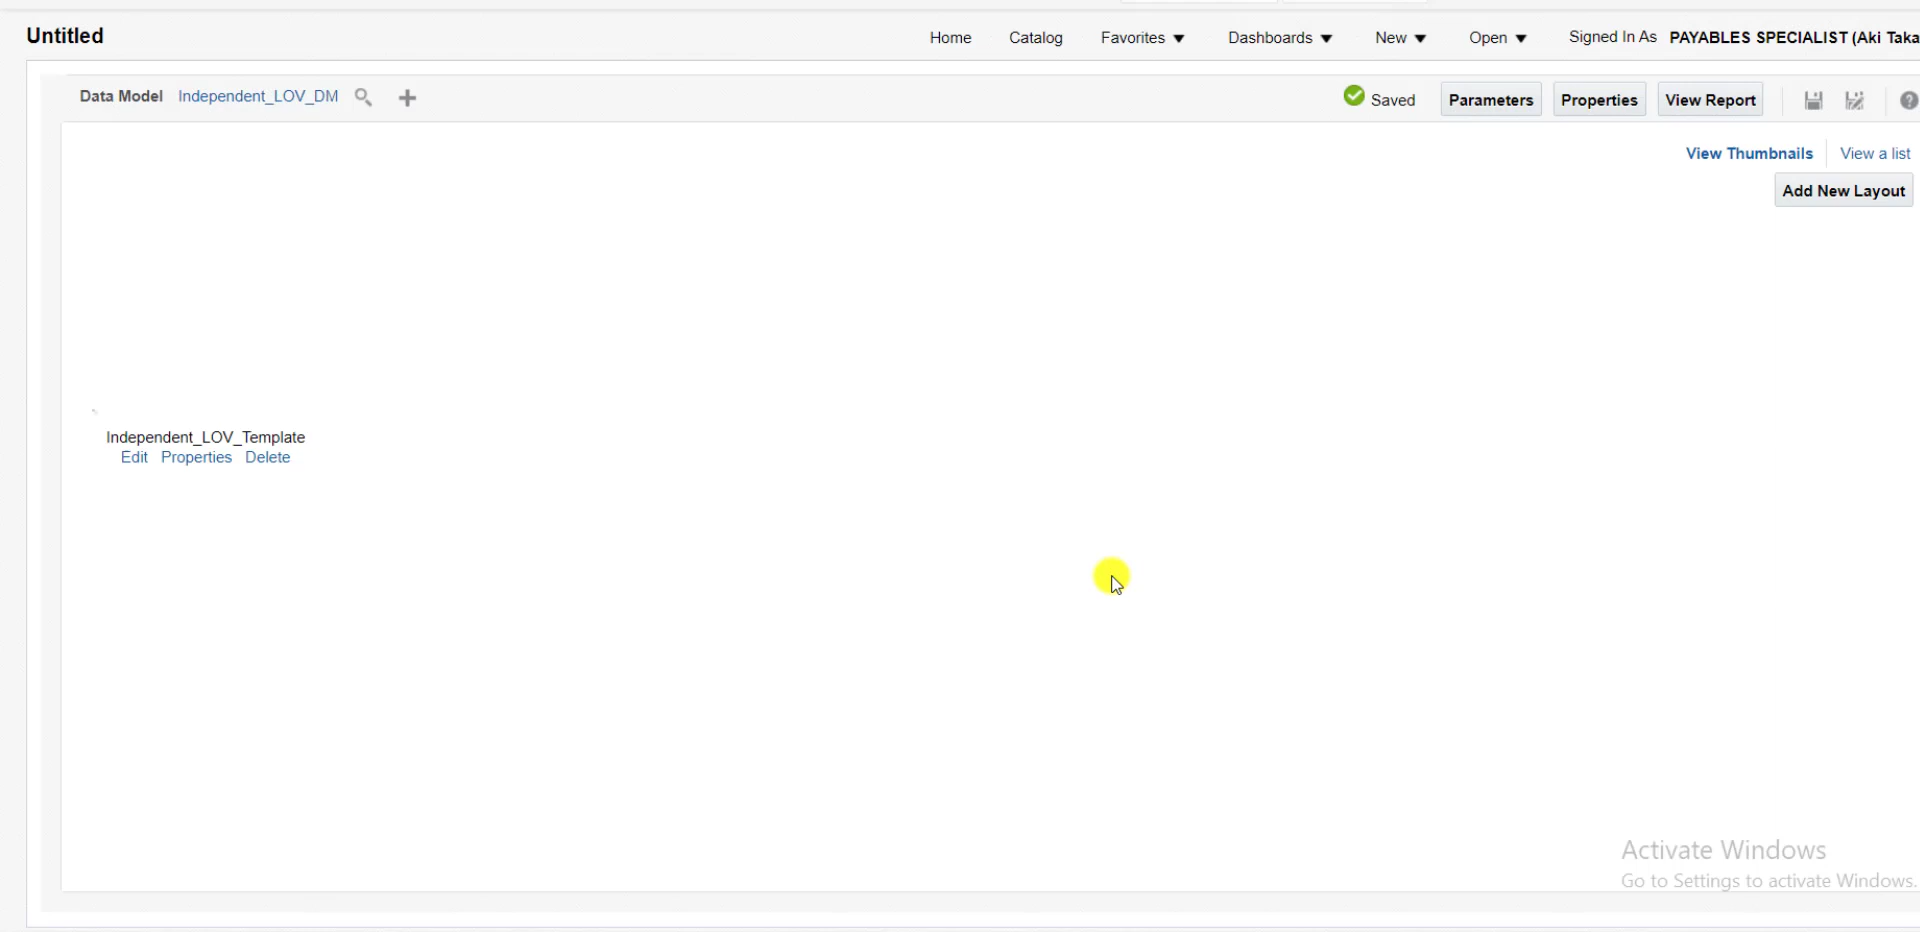 Untitled
Home Catalog Favorites Dashboards New Open Signed In As PAYABLES SPECIALIST (Aki Taka
Data Model Independent_LOV_DM Saved Parameters Properties View Report ?
View Thumbnails View a list
Add New Layout
Independent_LOV_Template
Edit Properties Delete
Activate Windows
Go to Settings to activate Windows.